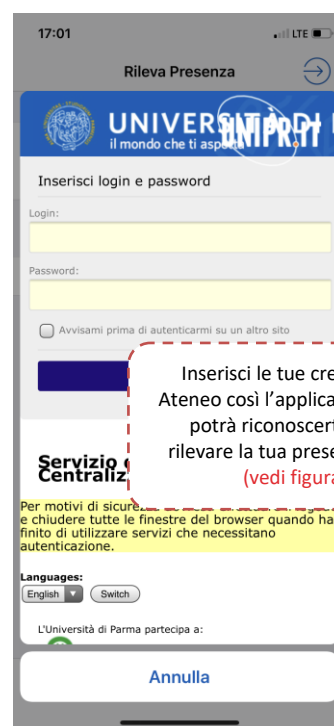 17:01
LTE
Rileva Presenza
UNIVERSITÀ DI
il mondo che ti aspetta
UNIPR.IT
Inserisci login e password
Login:
Password:
Avvisami prima di autenticarmi su un altro sito
Inserisci le tue cre
Ateneo così l'applica
potrà riconoscert
rilevare la tua prese
(vedi figura
Servizio
Centraliz
Per motivi di sicurez
e chiudere tutte le finestre del browser quando ha
finito di utilizzare servizi che necessitano
autenticazione.
Languages:
English Switch
L'Università di Parma partecipa a:
Annulla